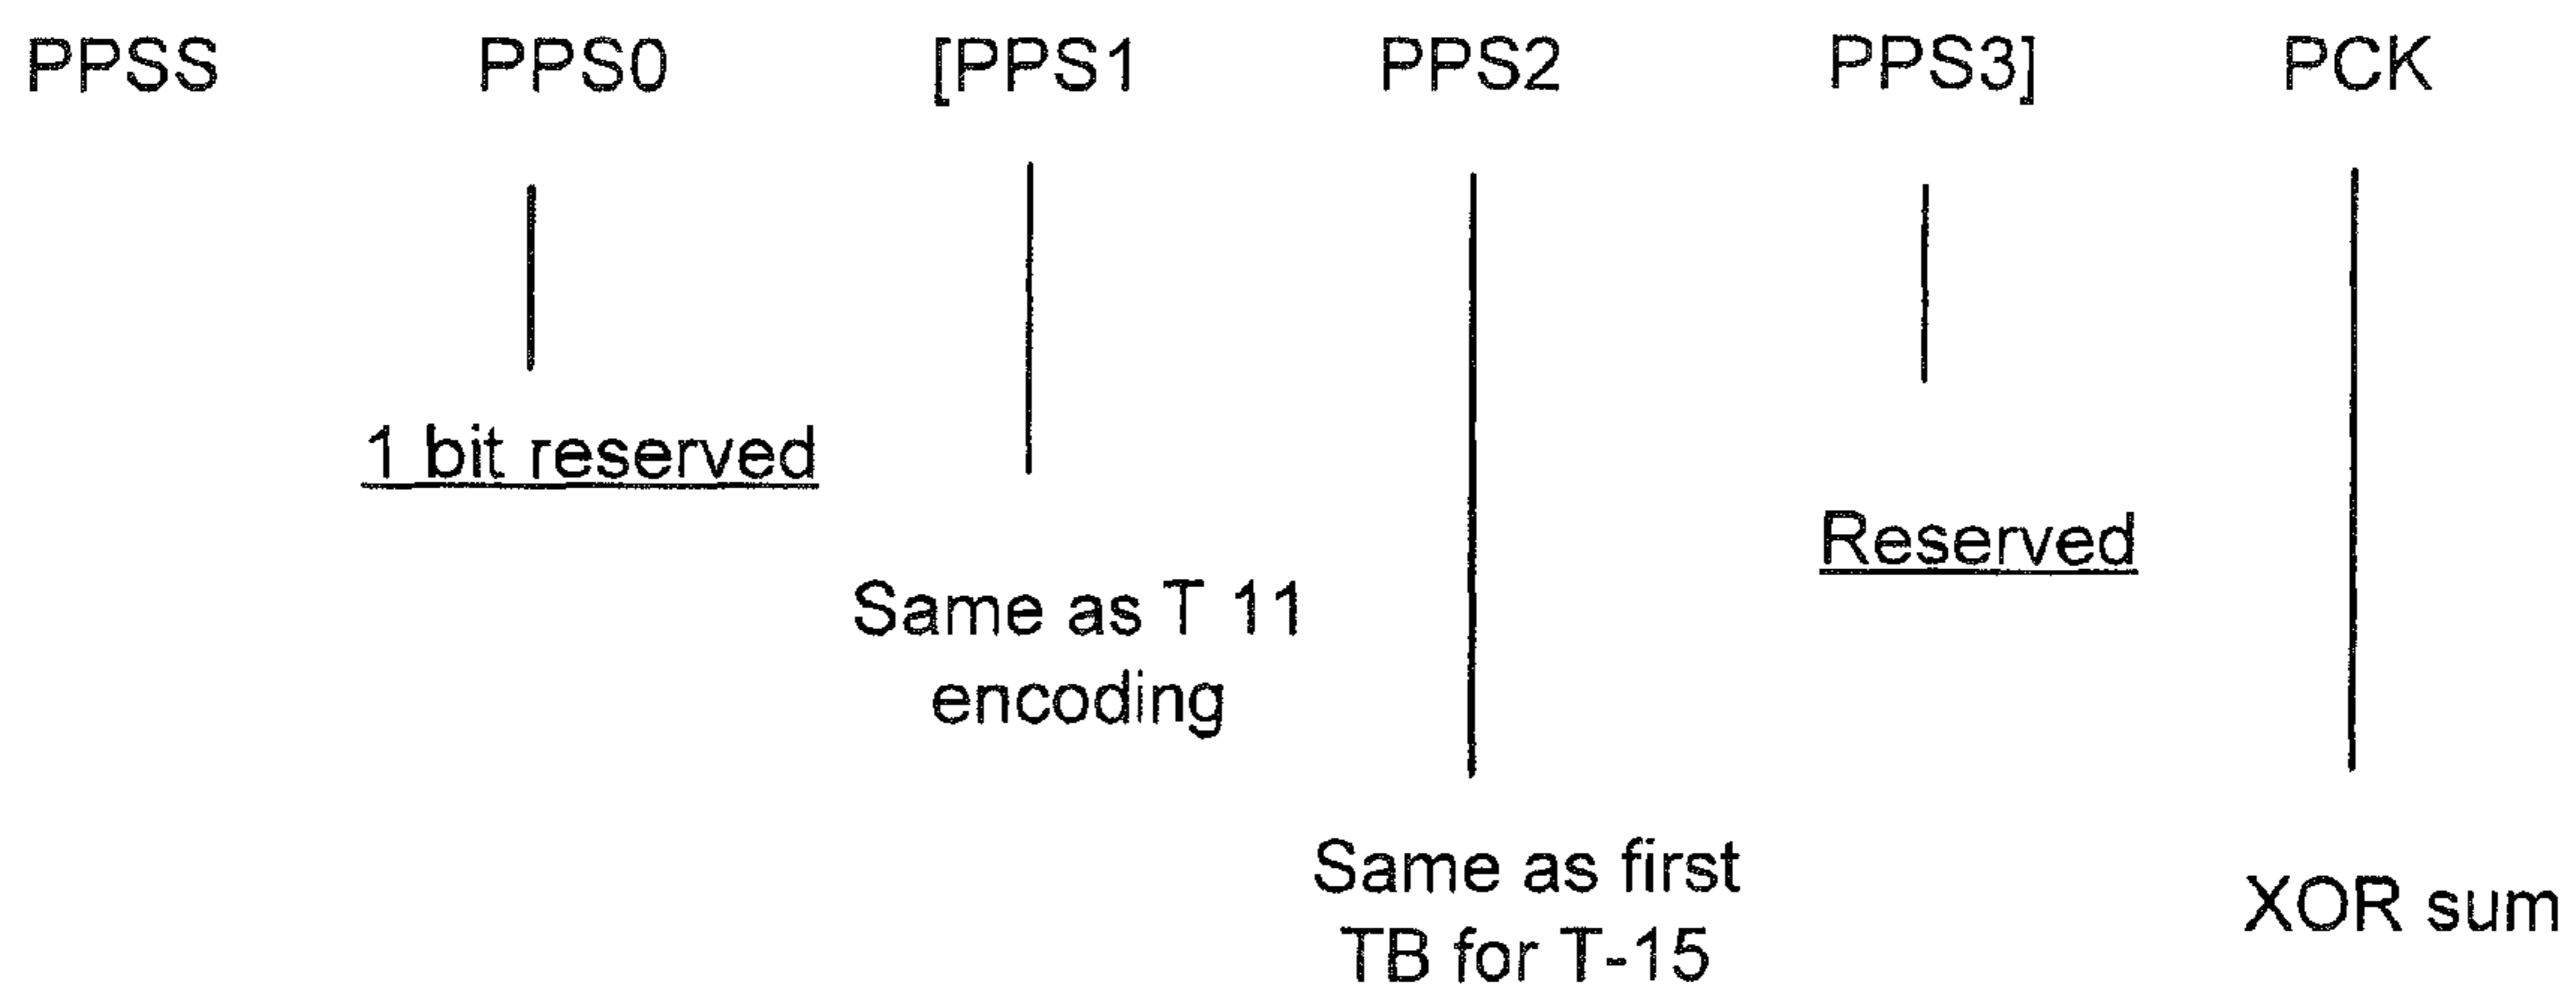 PPSS PPS0 [PPS1 PPS2 PPS3] PCK
1 bit reserved
Reserved
Same as T 11
encoding
Same as first
TB for T-15
XOR sum